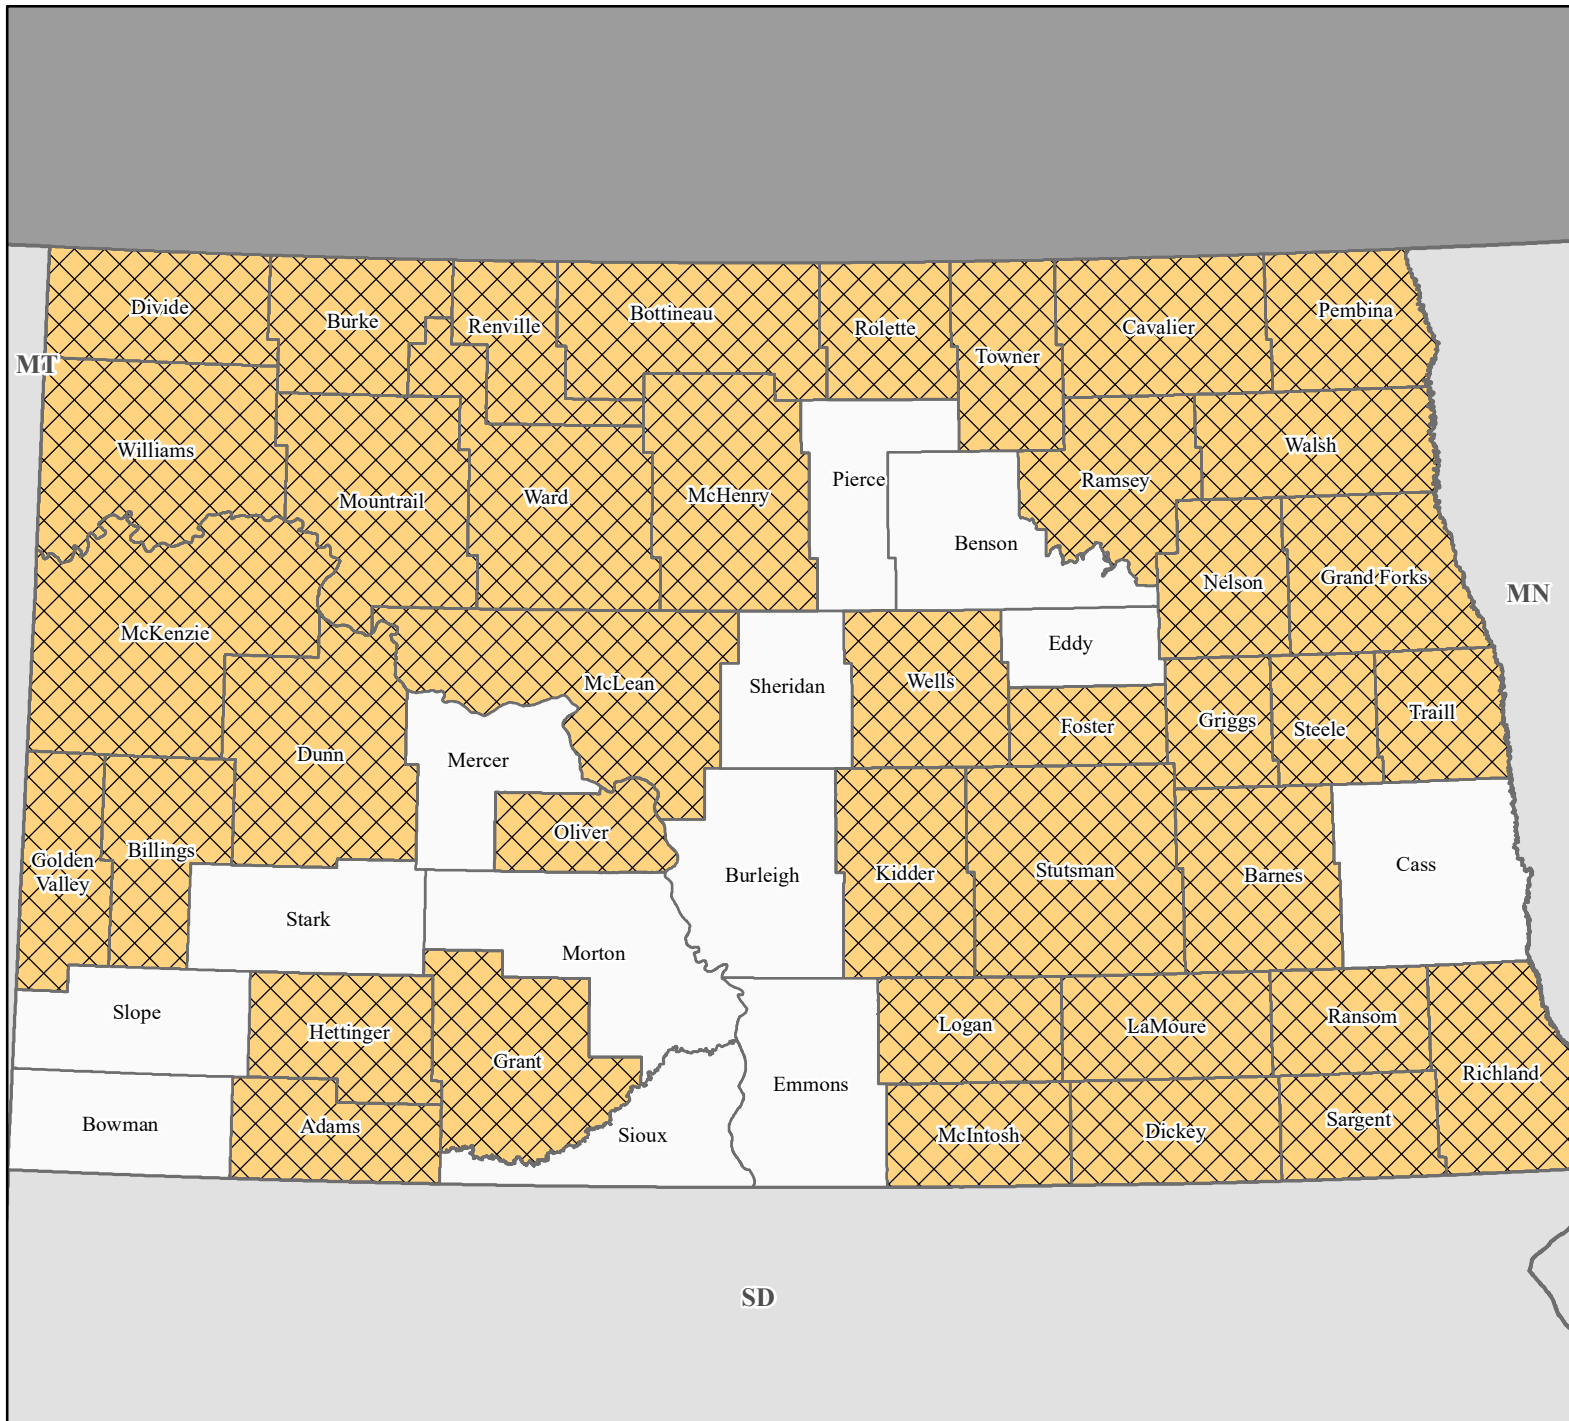 Divide
Burke
Renville
Bottineau
Rolette
Towner
Cavalier
Pembina
MT
Williams
Mountrail
Ward
McHenry
Pierce
Benson
Ramsey
Walsh
Nelson
Grand Forks
MN
McKenzie
Dunn
McLean
Mercer
Sheridan
Wells
Eddy
Foster
Griggs
Steele
Traill
Golden
Valley
Billings
Oliver
Stark
Morton
Burleigh
Kidder
Stutsman
Barnes
Cass
Slope
Hettinger
Grant
Logan
LaMoure
Ransom
Richland
Bowman
Adams
Sioux
Emmons
McIntosh
Dickey
Sargent
SD